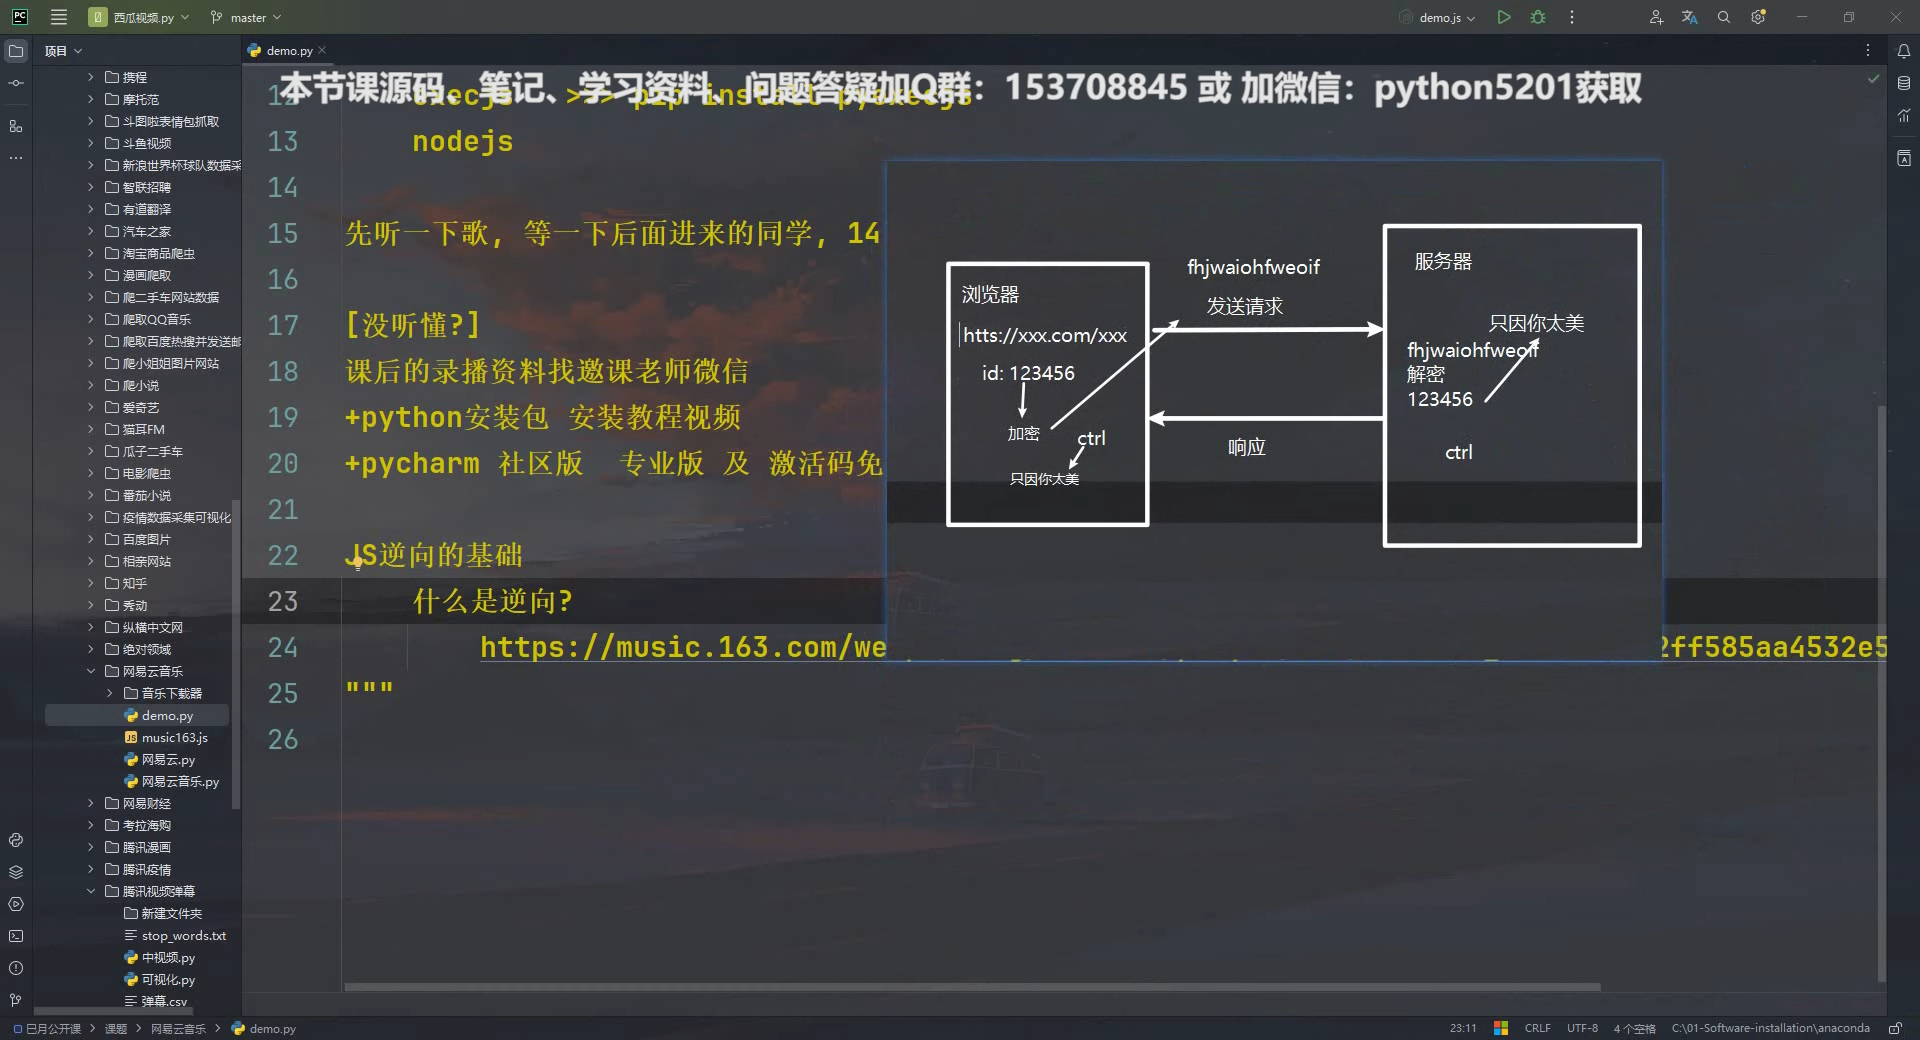 西瓜视频.py
master
demo.js
项目
demo.py
携程
摩托范
斗图啦表情包抓取
斗鱼视频
新浪世界杯球队数据采
智联招聘
有道翻译
汽车之家
淘宝商品爬虫
漫画爬取
爬二手车网站数据
爬取QQ音乐
爬取百度热搜并发送邮
爬小姐姐图片网站
爬小说
爱奇艺
猫耳FM
瓜子二手车
电影爬虫
番茄小说
疫情数据采集可视化
百度图片
相亲网站
知乎
秀动
纵横中文网
绝对领域
网易云音乐
音乐下载器
demo.py
music163.js
网易云.py
网易云音乐.py
网易财经
考拉海购
腾讯漫画
腾讯疫情
腾讯视频弹幕
新建文件夹
stop_words.txt
中视频.py
可视化.py
弹幕.csv
本节课源码、笔记、学习资料、问题答疑加Q群：153708845 或 加微信：python5201获取
12 execjs >>> pip install pyexecjs
13 nodejs
14
15 先听一下歌, 等一下后面进来的同学, 14
16
17 [没听懂?]
18 课后的录播资料找邀课老师微信
19 +python安装包 安装教程视频
20 +pycharm 社区版 专业版 及 激活码免
21
22 JS逆向的基础
23 什么是逆向?
24 https://music.163.com/we
2ff585aa4532e5
25 """
26
浏览器
htts://xxx.com/xxx
id: 123456
加密
ctrl
只因你太美
fhjwaiohfweoif
发送请求
响应
服务器
只因你太美
fhjwaiohfweoif
解密
123456
ctrl
巳月公开课 > 课题 > 网易云音乐 > demo.py
23:11 CRLF UTF-8 4 个空格 C:\01-Software-installation\anaconda